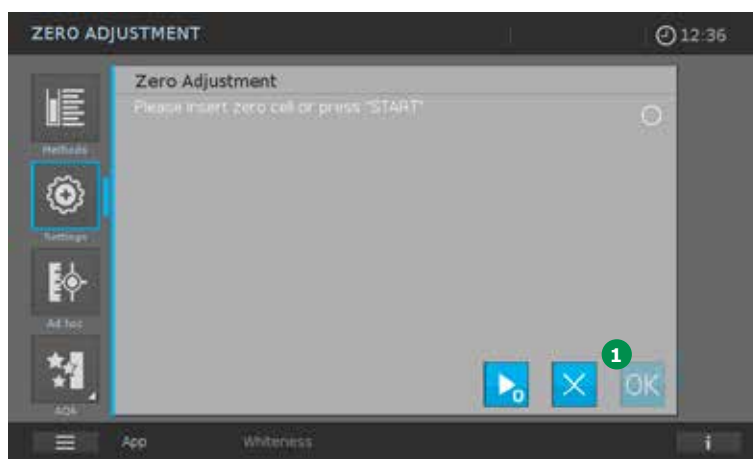 ZERO ADJUSTMENT
12:36
Zero Adjustment
Please insert zero cell or press "START"
Methods
Settings
Ad hoc
AQA
0
1
OK
App
Whiteness
i